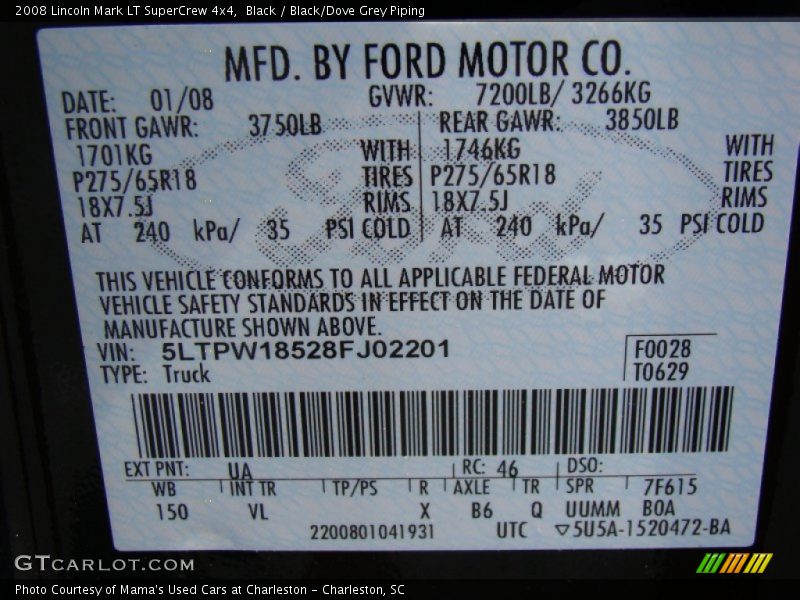 2008 Lincoln Mark LT SuperCrew 4x4,  Black / Black/Dove Grey Piping
MFD. BY FORD MOTOR CO.
DATE: 01/08 GVWR: 7200LB/ 3266KG
FRONT GAWR: 3750LB REAR GAWR: 3850LB
1701KG WITH 1746KG WITH
P275/65R18 TIRES P275/65R18 TIRES
18X7.5J RIMS 18X7.5J RIMS
AT 240 kPa/ 35 PSI COLD AT 240 kPa/ 35 PSI COLD
Ford
THIS VEHICLE CONFORMS TO ALL APPLICABLE FEDERAL MOTOR
VEHICLE SAFETY STANDARDS IN EFFECT ON THE DATE OF
MANUFACTURE SHOWN ABOVE.
VIN: 5LTPW18528FJ02201 F0028
TYPE: Truck T0629
EXT PNT: UA RC: 46 DSO:
WB INT TR TP/PS R AXLE TR SPR 7F615
150 VL X B6 Q UUMM BOA
2200801041931 UTC ▽5U5A-1520472-BA
GTCARLOT.COM
Photo Courtesy of Mama's Used Cars at Charleston - Charleston, SC